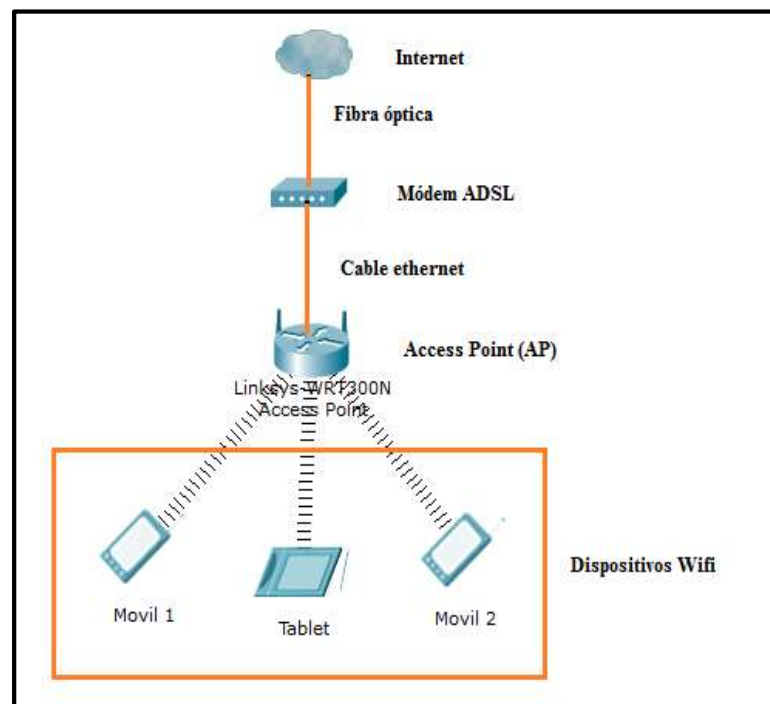 Internet
Fibra óptica
Módem ADSL
Cable ethernet
Access Point (AP)
Linksys-WRT300N
Access Point
Dispositivos Wifi
Movil 1
Tablet
Movil 2